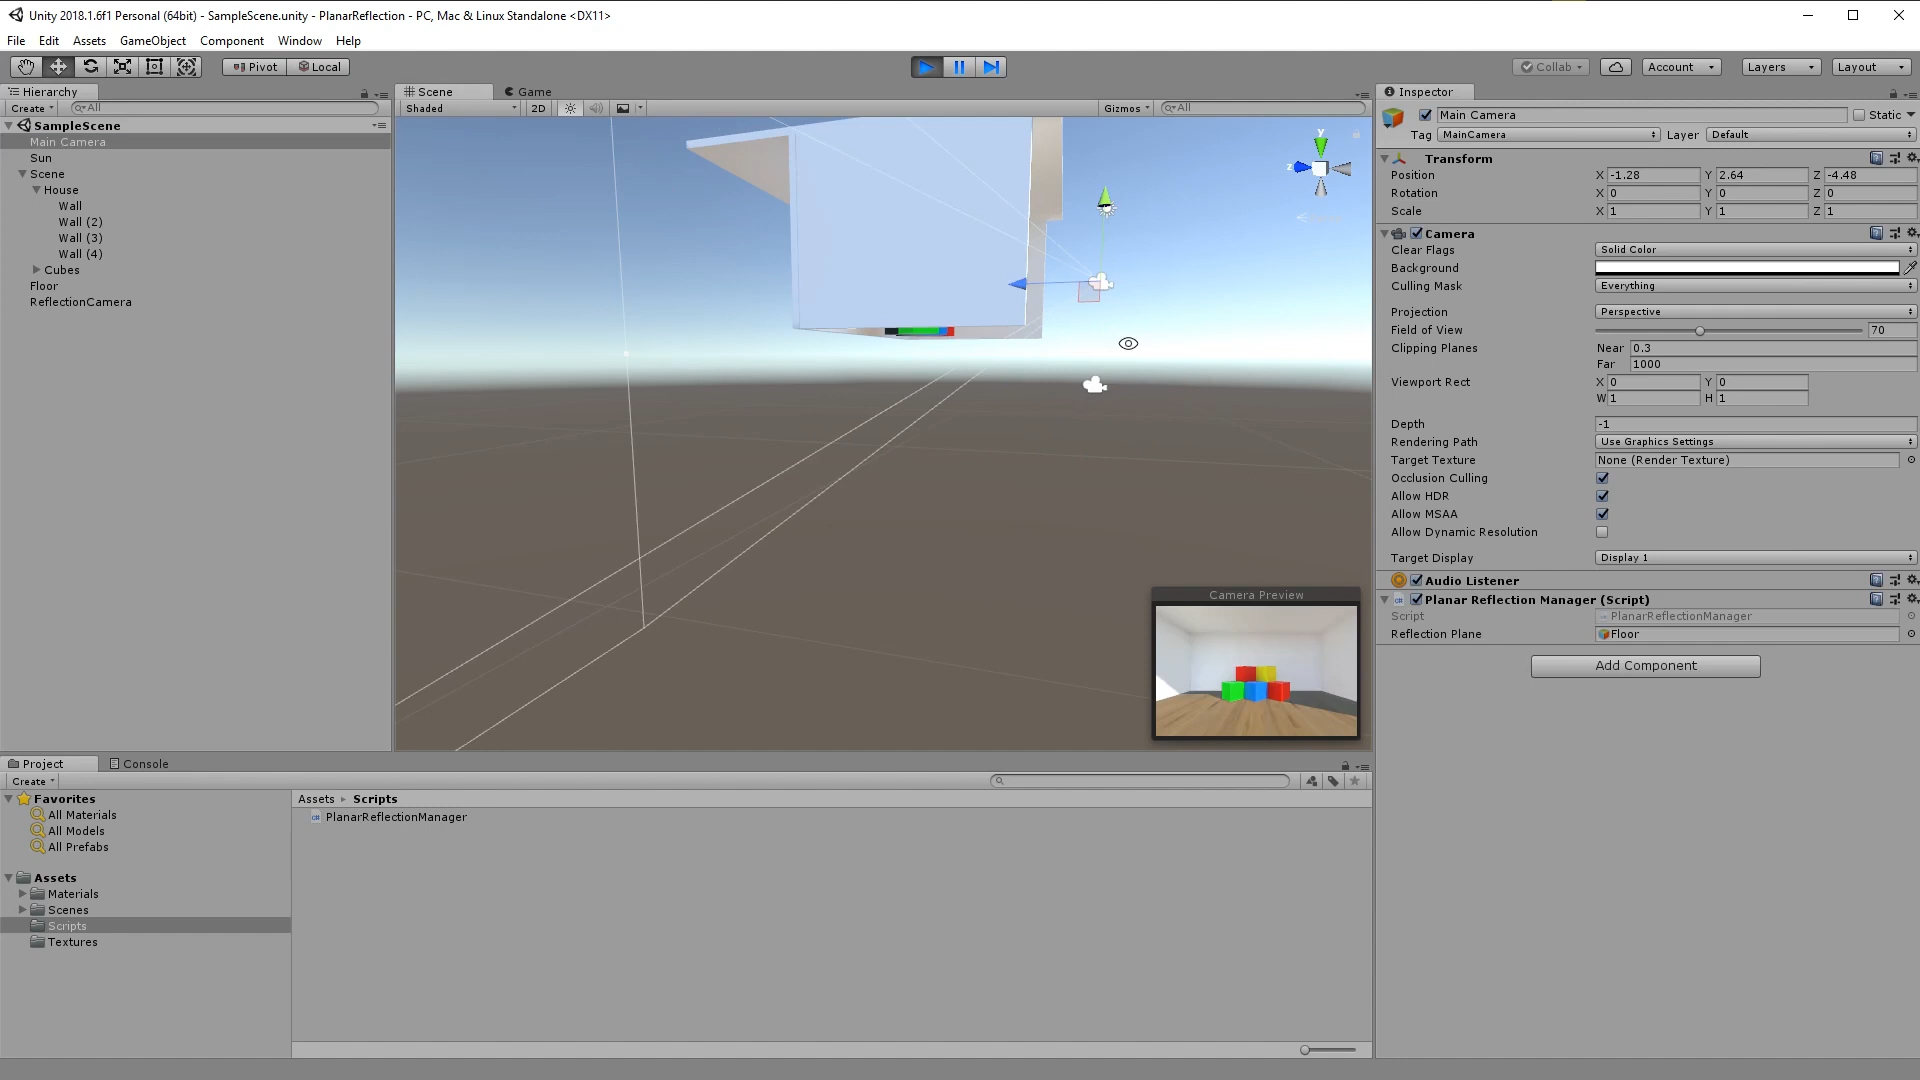 Unity 2018.1.6f1 Personal (64bit) - SampleScene.unity - PlanarReflection - PC, Mac & Linux Standalone <DX11>
File Edit Assets GameObject Component Window Help
Pivot Local Collab Account Layers Layout
Hierarchy
Create All
SampleScene
Main Camera
Sun
Scene
House
Wall
Wall (2)
Wall (3)
Wall (4)
Cubes
Floor
ReflectionCamera
Scene Game
Shaded 2D Gizmos All
y
z
Camera Preview
Inspector
Main Camera Static
Tag MainCamera Layer Default
Transform
Position X -1.28 Y 2.64 Z -4.48
Rotation X 0 Y 0 Z 0
Scale X 1 Y 1 Z 1
Camera
Clear Flags Solid Color
Background
Culling Mask Everything
Projection Perspective
Field of View 70
Clipping Planes Near 0.3
Far 1000
Viewport Rect X 0 Y 0
W 1 H 1
Depth -1
Rendering Path Use Graphics Settings
Target Texture None (Render Texture)
Occlusion Culling
Allow HDR
Allow MSAA
Allow Dynamic Resolution
Target Display Display 1
Audio Listener
Planar Reflection Manager (Script)
Script PlanarReflectionManager
Reflection Plane Floor
Add Component
Project Console
Create
Favorites
All Materials
All Models
All Prefabs
Assets
Materials
Scenes
Scripts
Textures
Assets Scripts
PlanarReflectionManager